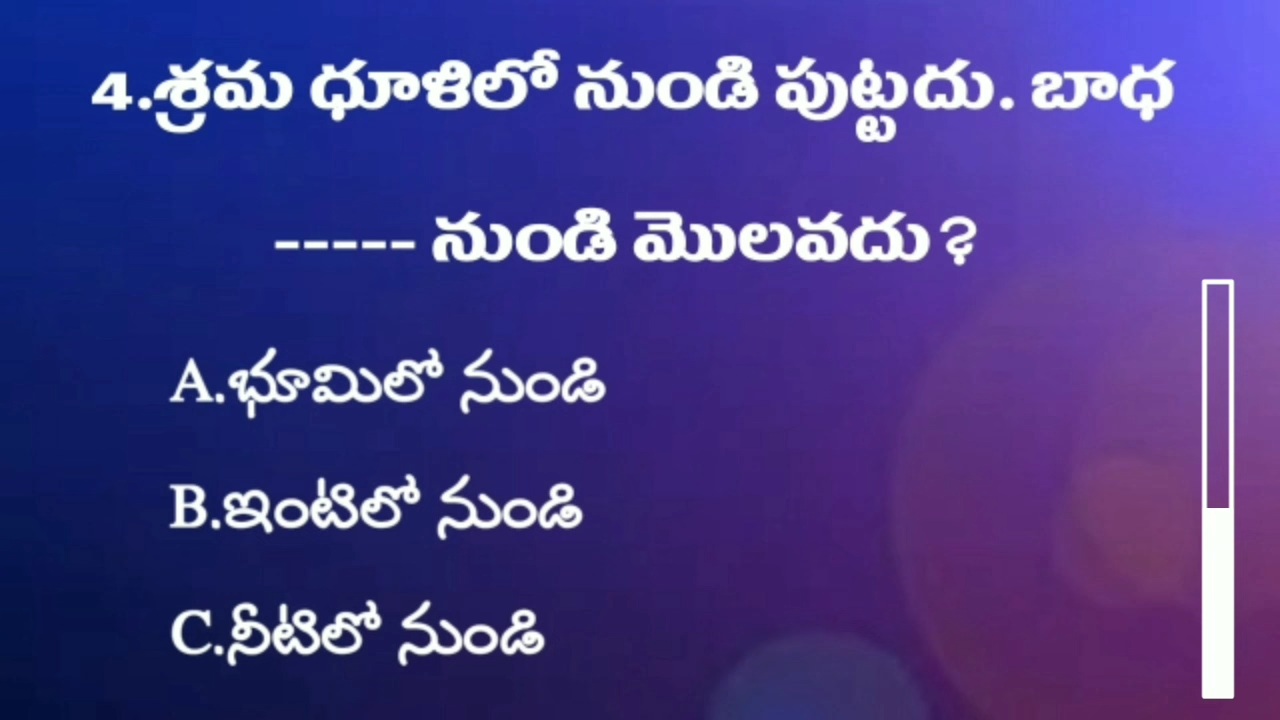 4.శ్రమ ధూళిలో నుండి పుట్టదు. బాధ
----- నుండి మొలవదు?
A.భూమిలో నుండి
B.ఇంటిలో నుండి
C.నీటిలో నుండి